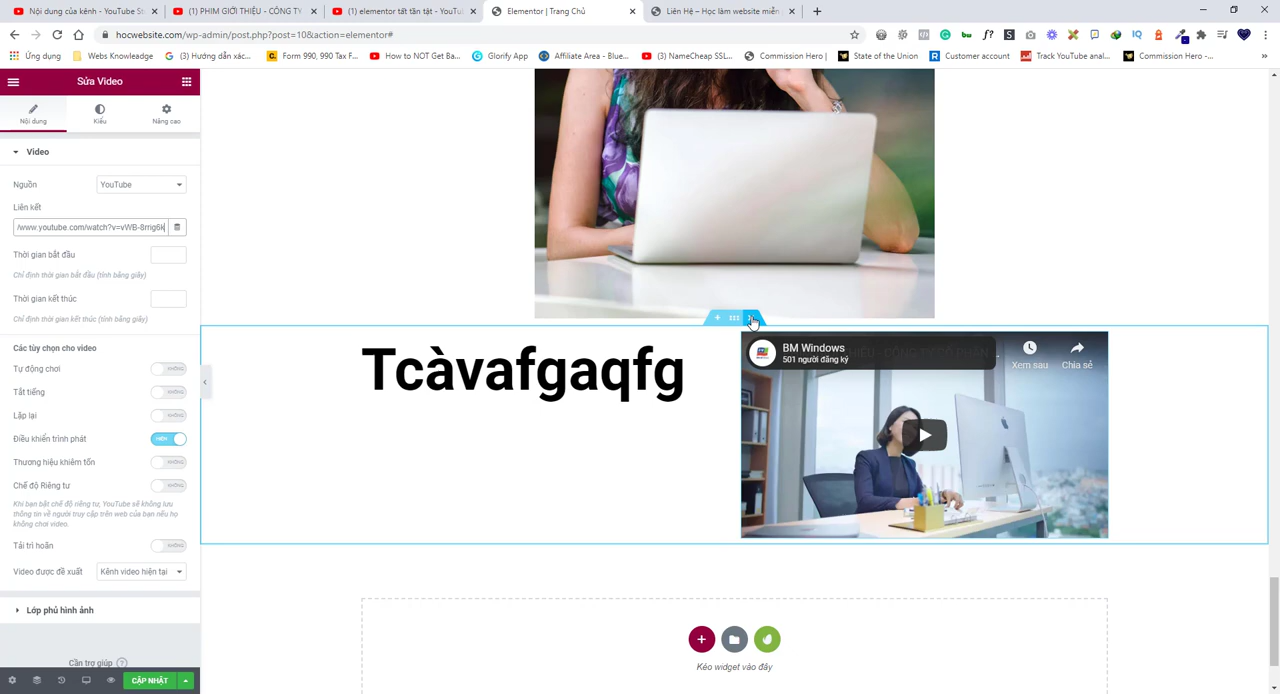 Nội dung của kênh - YouTube St
(1) PHIM GIỚI THIỆU - CÔNG TY
(1) elementor tất tần tật - YouTu
Elementor | Trang Chủ
Liên Hệ – Học làm website miễn
hocwebsite.com/wp-admin/post.php?post=10&action=elementor#
Ứng dụng
Webs Knowleadge
(3) Hướng dẫn xác...
Form 990, 990 Tax F...
How to NOT Get Ba...
Glorify App
Affiliate Area - Blue...
(3) NameCheap SSL...
Commission Hero |
State of the Union
Customer account
Track YouTube anal...
Commission Hero -...
Sửa Video
Nội dung
Kiểu
Nâng cao
Video
Nguồn
YouTube
Liên kết
/www.youtube.com/watch?v=vWB-8rrig6k
Thời gian bắt đầu
Chỉ định thời gian bắt đầu (tính bằng giây)
Thời gian kết thúc
Chỉ định thời gian kết thúc (tính bằng giây)
Các tùy chọn cho video
Tự động chơi
KHÔNG
Tắt tiếng
KHÔNG
Lặp lại
KHÔNG
Điều khiển trình phát
HIỆN
Thương hiệu khiêm tốn
KHÔNG
Chế độ Riêng tư
KHÔNG
Khi bạn bật chế độ riêng tư, YouTube sẽ không lưu
thông tin về người truy cập trên web của bạn nếu họ
không chơi video.
Tải trì hoãn
KHÔNG
Video được đề xuất
Kênh video hiện tại
Lớp phủ hình ảnh
Cần trợ giúp
CẬP NHẬT
Tcàvafgaqfg
BM Windows
501 người đăng ký
Xem sau
Chia sẻ
Kéo widget vào đây